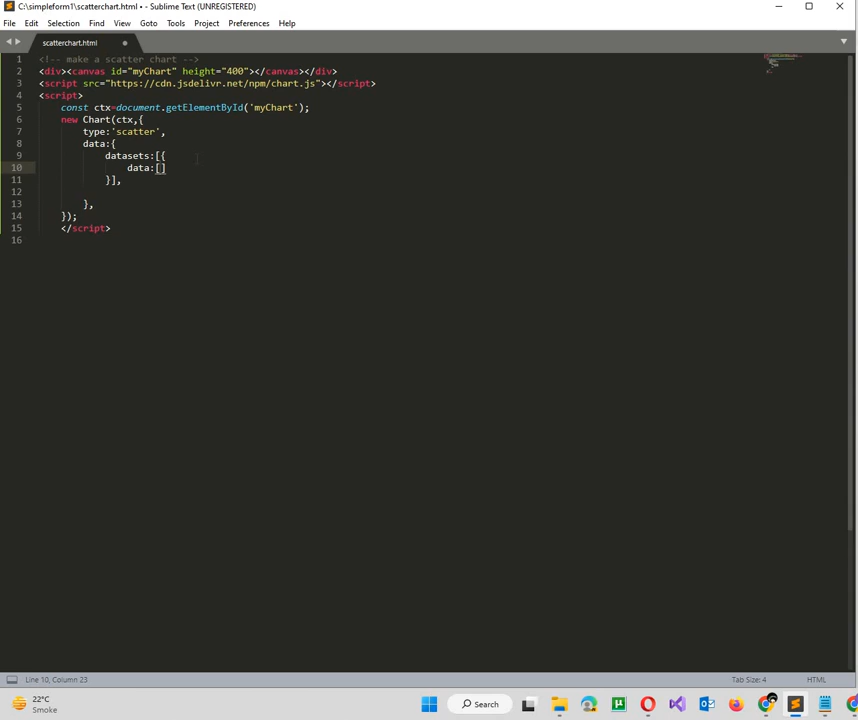 C:\simpleform1\scatterchart.html • - Sublime Text (UNREGISTERED)
File Edit Selection Find View Goto Tools Project Preferences Help
scatterchart.html
1 <!-- make a scatter chart -->
2 <div><canvas id="myChart" height="400"></canvas></div>
3 <script src="https://cdn.jsdelivr.net/npm/chart.js"></script>
4 <script>
5 const ctx=document.getElementById('myChart');
6 new Chart(ctx,{
7 type:'scatter',
8 data:{
9 datasets:[{
10 data:[]
11 }],
12
13 },
14 });
15 </script>
16
Line 10, Column 23
Tab Size: 4
HTML
22°C
Smoke
Search